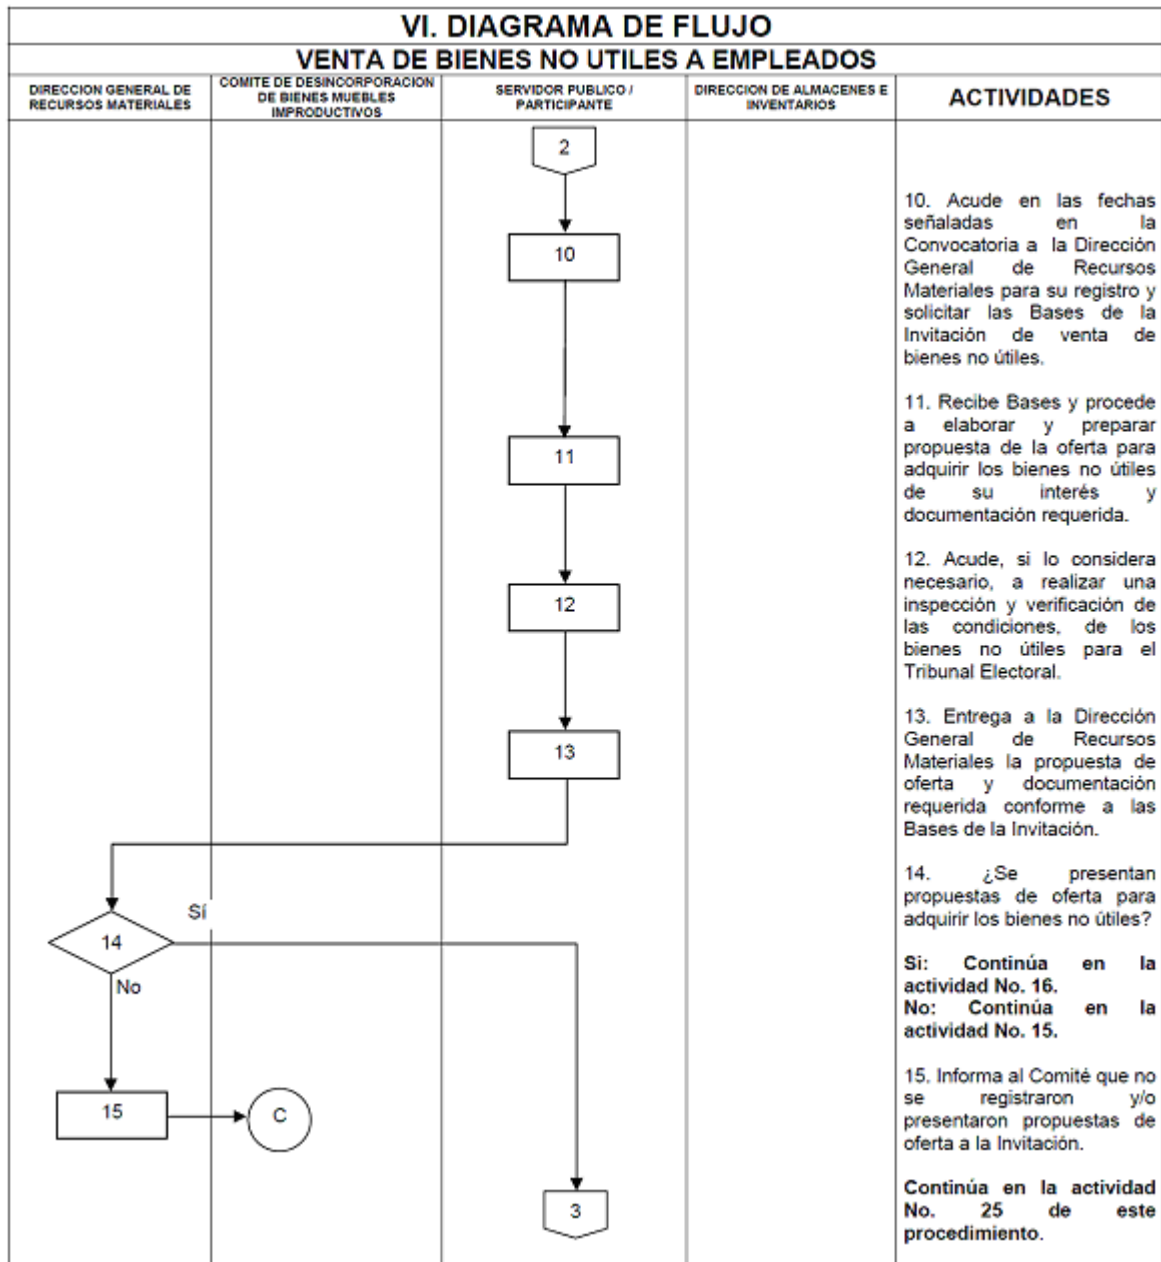 VI. DIAGRAMA DE FLUJO
VENTA DE BIENES NO UTILES A EMPLEADOS
DIRECCION GENERAL DE
RECURSOS MATERIALES
COMITE DE DESINCORPORACION
DE BIENES MUEBLES
IMPRODUCTIVOS
SERVIDOR PUBLICO /
PARTICIPANTE
DIRECCION DE ALMACENES E
INVENTARIOS
ACTIVIDADES
2
10
11
12
13
Sí
14
No
15
C
3
10. Acude en las fechas
señaladas en la
Convocatoria a la Dirección
General de Recursos
Materiales para su registro y
solicitar las Bases de la
Invitación de venta de
bienes no útiles.
11. Recibe Bases y procede
a elaborar y preparar
propuesta de la oferta para
adquirir los bienes no útiles
de su interés y
documentación requerida.
12. Acude, si lo considera
necesario, a realizar una
inspección y verificación de
las condiciones, de los
bienes no útiles para el
Tribunal Electoral.
13. Entrega a la Dirección
General de Recursos
Materiales la propuesta de
oferta y documentación
requerida conforme a las
Bases de la Invitación.
14. ¿Se presentan
propuestas de oferta para
adquirir los bienes no útiles?
Si: Continúa en la
actividad No. 16.
No: Continúa en la
actividad No. 15.
15. Informa al Comité que no
se registraron y/o
presentaron propuestas de
oferta a la Invitación.
Continúa en la actividad
No. 25 de este
procedimiento.